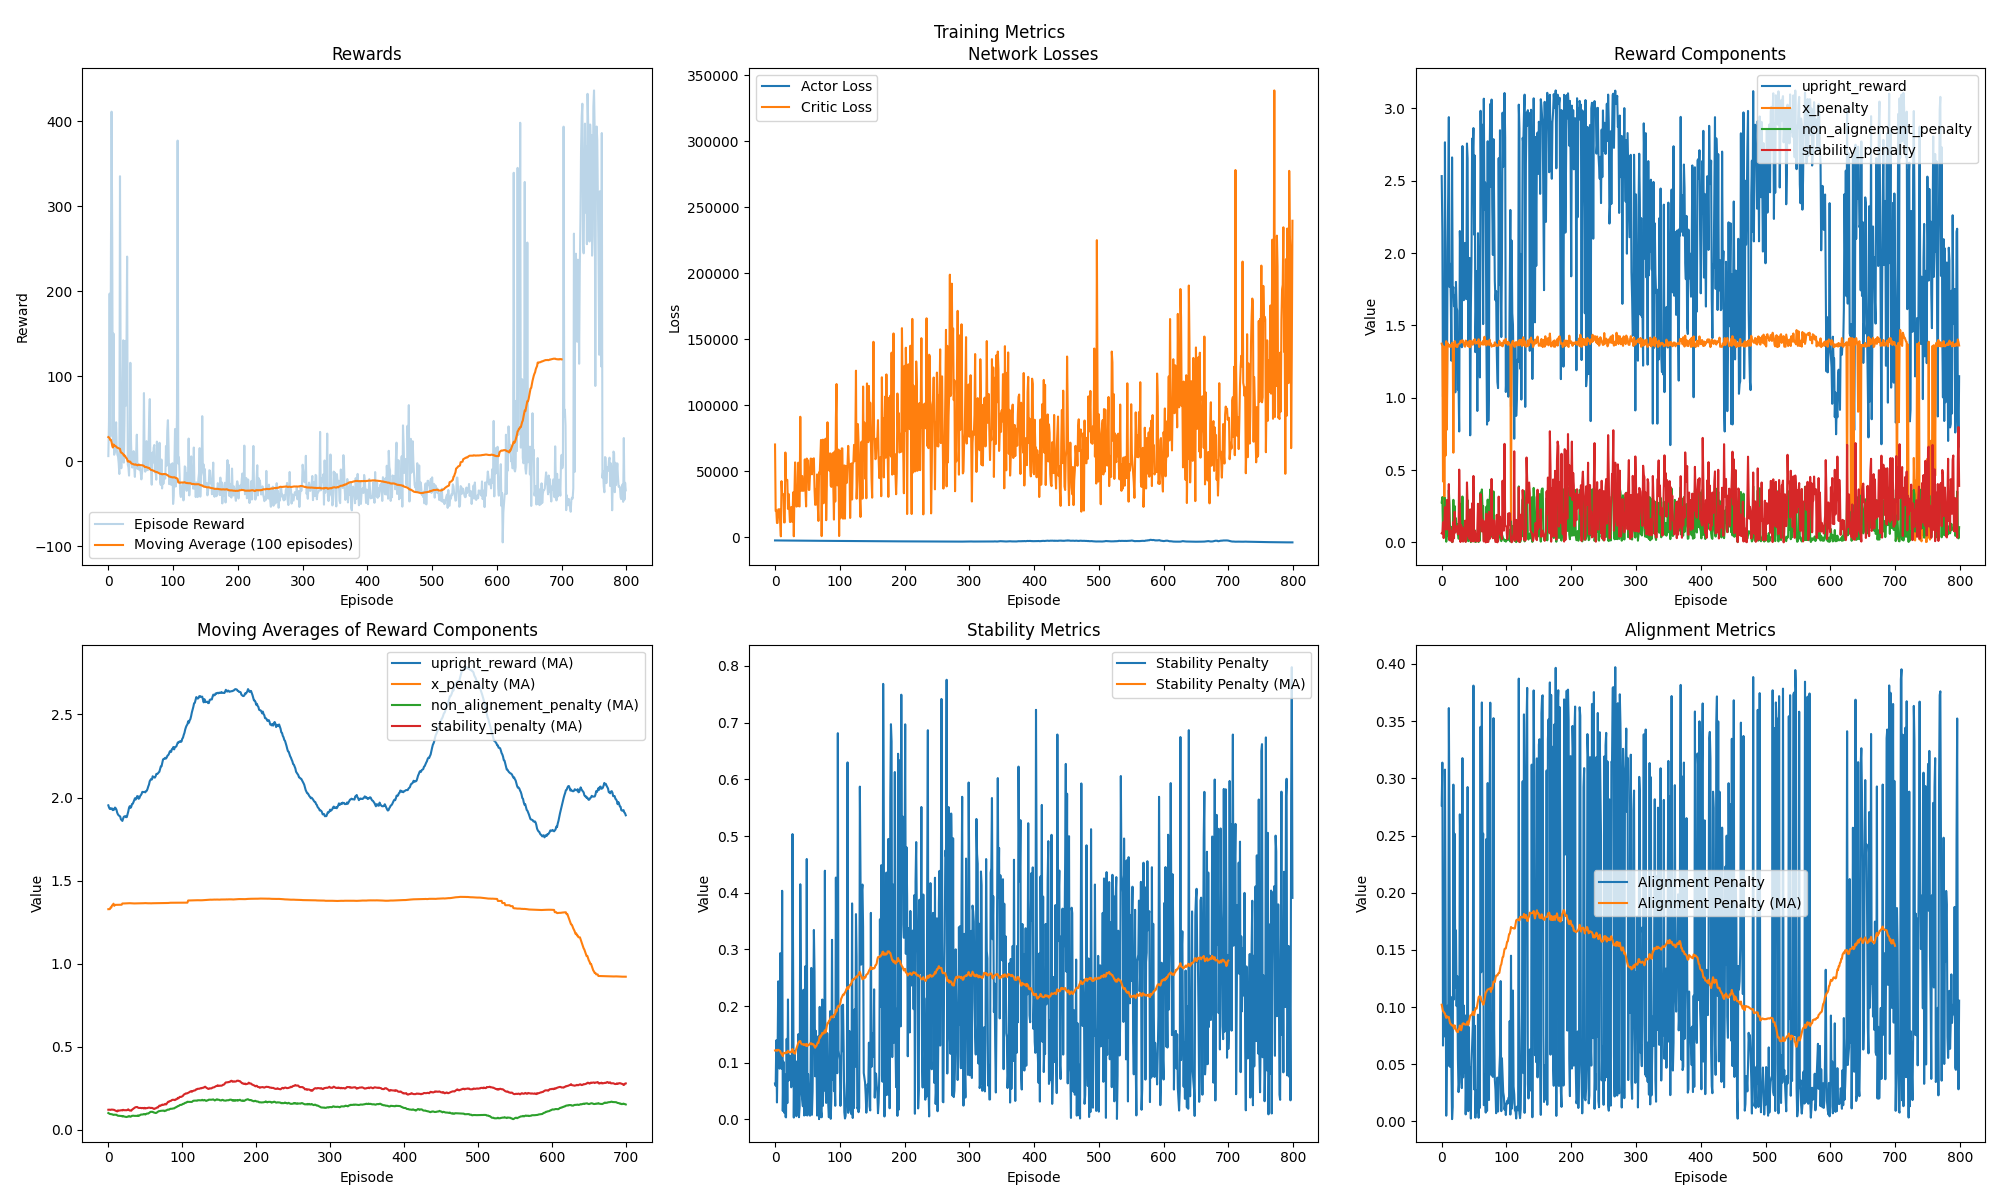 Training Metrics
Rewards
400
300
200
100
0
−100
Reward
Episode Reward
Moving Average (100 episodes)
0 100 200 300 400 500 600 700 800
Episode
Network Losses
350000
300000
250000
200000
150000
100000
50000
0
Loss
Actor Loss
Critic Loss
0 100 200 300 400 500 600 700 800
Episode
Reward Components
3.0
2.5
2.0
1.5
1.0
0.5
0.0
Value
upright_reward
x_penalty
non_alignement_penalty
stability_penalty
0 100 200 300 400 500 600 700 800
Episode
Moving Averages of Reward Components
2.5
2.0
1.5
1.0
0.5
0.0
Value
upright_reward (MA)
x_penalty (MA)
non_alignement_penalty (MA)
stability_penalty (MA)
0 100 200 300 400 500 600 700
Episode
Stability Metrics
0.8
0.7
0.6
0.5
0.4
0.3
0.2
0.1
0.0
Value
Stability Penalty
Stability Penalty (MA)
0 100 200 300 400 500 600 700 800
Episode
Alignment Metrics
0.40
0.35
0.30
0.25
0.20
0.15
0.10
0.05
0.00
Value
Alignment Penalty
Alignment Penalty (MA)
0 100 200 300 400 500 600 700 800
Episode